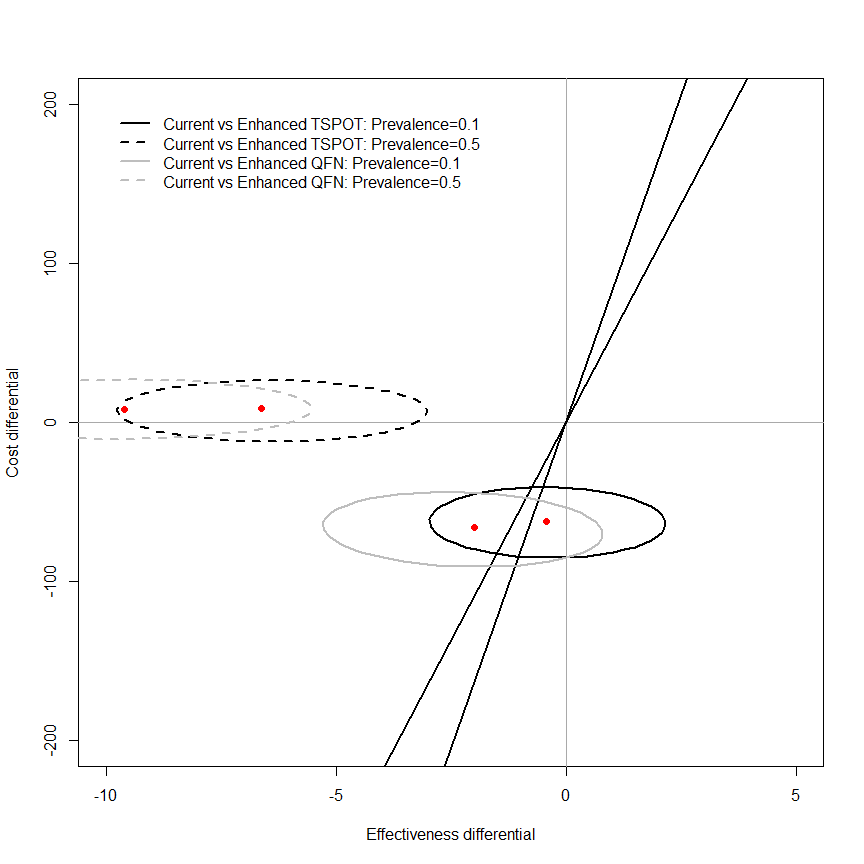 Current vs Enhanced TSPOT: Prevalence=0.1
Current vs Enhanced TSPOT: Prevalence=0.5
Current vs Enhanced QFN: Prevalence=0.1
Current vs Enhanced QFN: Prevalence=0.5
Cost differential
200
100
0
-100
-200
-10
-5
0
5
Effectiveness differential